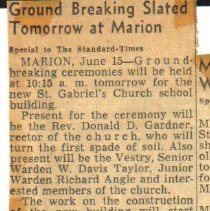 Ground Breaking Slated
Tomorrow at Marion
Special to The Standard-Times
MARION, June 15—Ground-
breaking ceremonies will be held
at 10:15 a. m. tomorrow for the
new St. Gabriel's Church school
building.
Present for the ceremony will
be the Rev. Donald D. Gardner,
rector of the church, who will
turn the first spade of soil. Also
present will be the Vestry, Senior
Warden W. Davis Taylor, Junior
Warden Richard Angle and inter-
ested members of the church.
The work on the construction